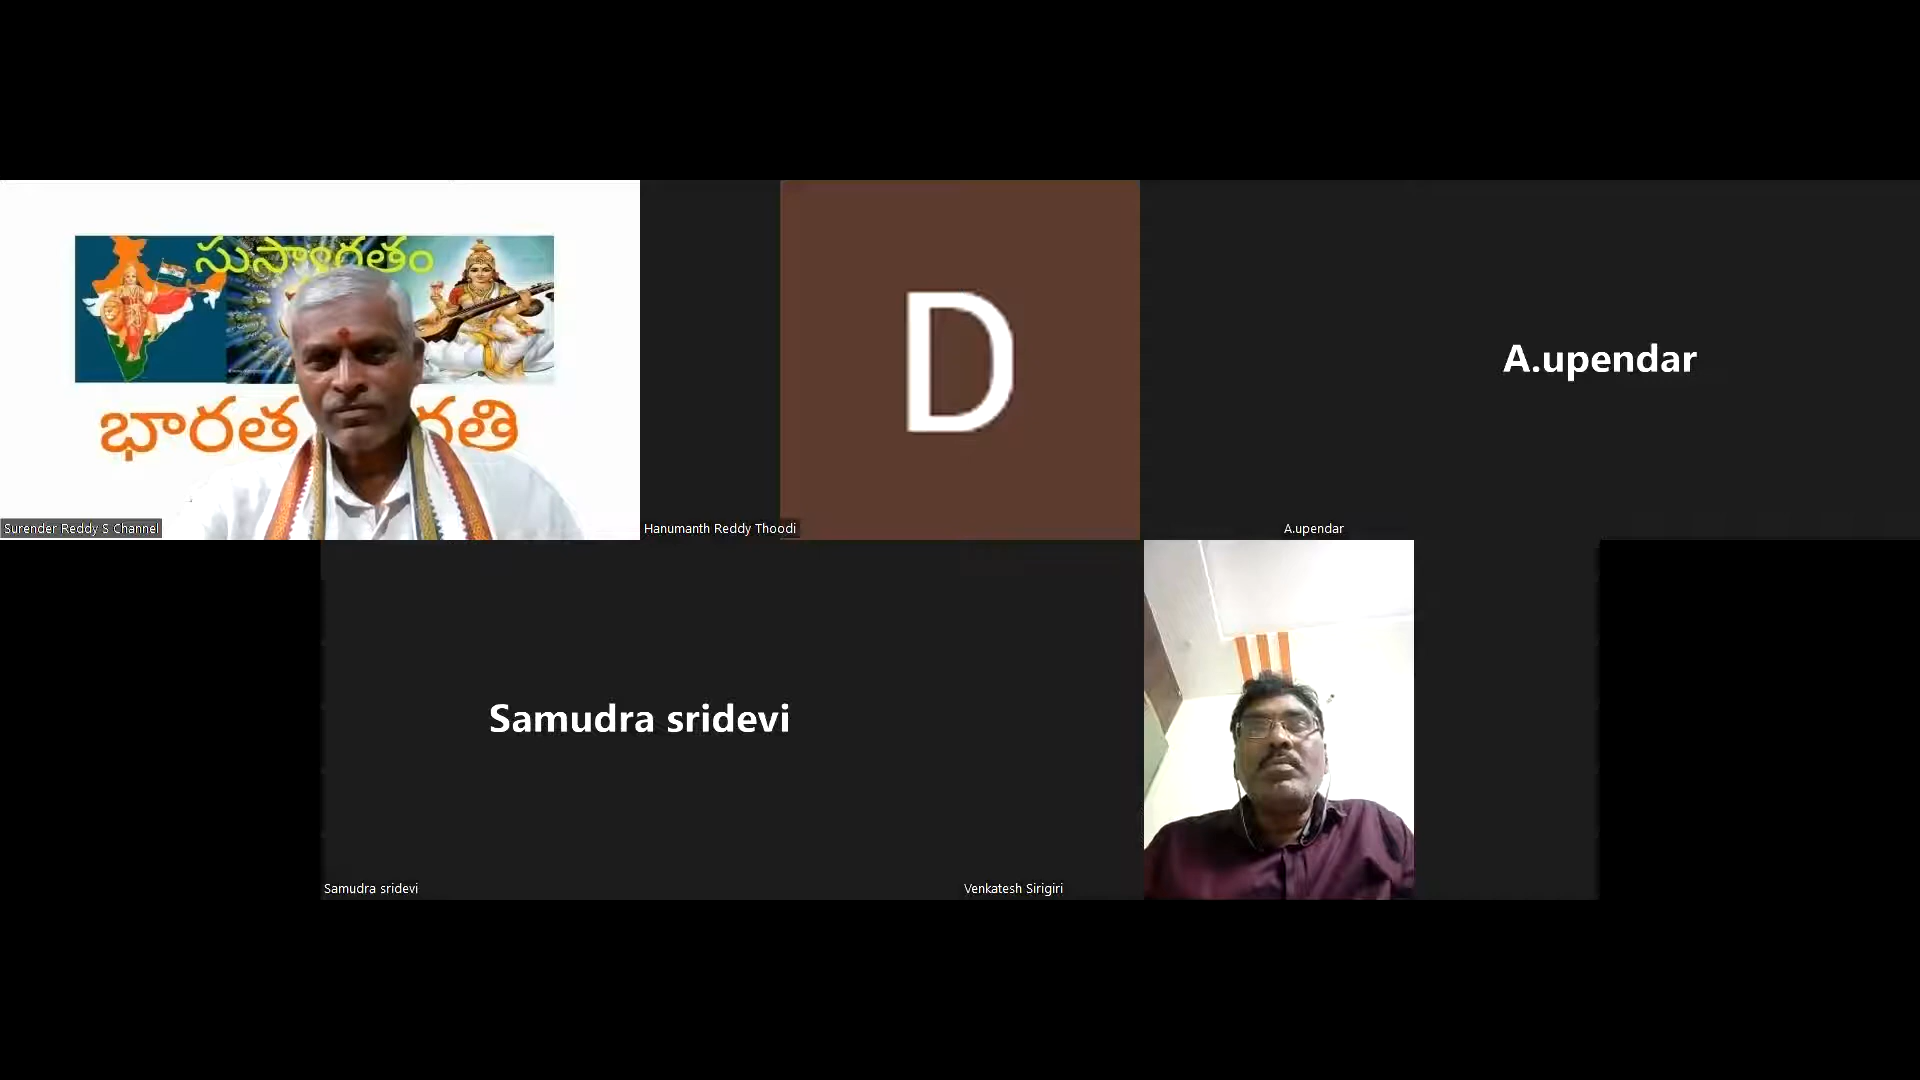 సుస్వాగతం
భారత
Surender Reddy S Channel
D
Hanumanth Reddy Thoodi
A.upendar
A.upendar
Samudra sridevi
Samudra sridevi
Venkatesh Sirigiri